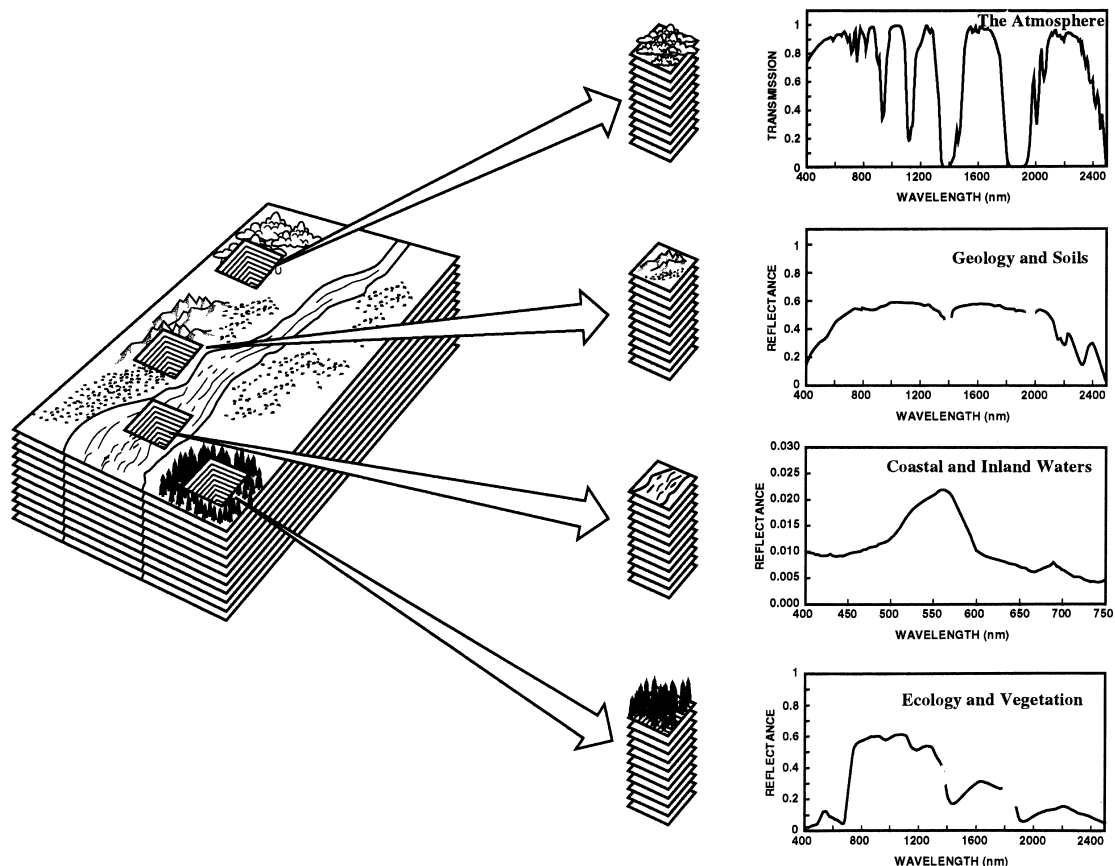 The Atmosphere
1
0.8
0.6
0.4
0.2
0
TRANSMISSION
400 800 1200 1600 2000 2400
WAVELENGTH (nm)
Geology and Soils
1
0.8
0.6
0.4
0.2
0
REFLECTANCE
400 800 1200 1600 2000 2400
WAVELENGTH (nm)
Coastal and Inland Waters
0.030
0.025
0.020
0.015
0.010
0.005
0.000
REFLECTANCE
400 450 500 550 600 650 700 750
WAVELENGTH (nm)
Ecology and Vegetation
1
0.8
0.6
0.4
0.2
0
REFLECTANCE
400 800 1200 1600 2000 2400
WAVELENGTH (nm)